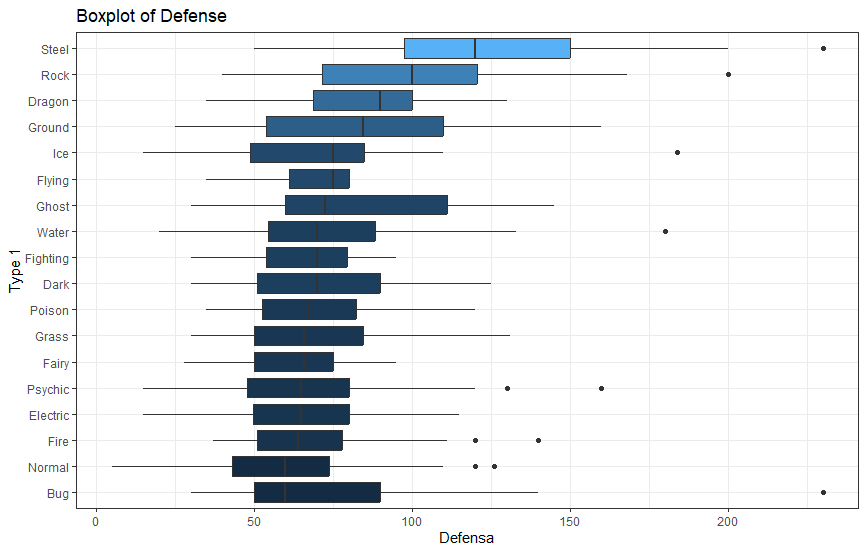 Boxplot of Defense
Steel
Rock
Dragon
Ground
Ice
Flying
Ghost
Water
Fighting
Dark
Poison
Grass
Fairy
Psychic
Electric
Fire
Normal
Bug
Type 1
0 50 100 150 200
Defensa